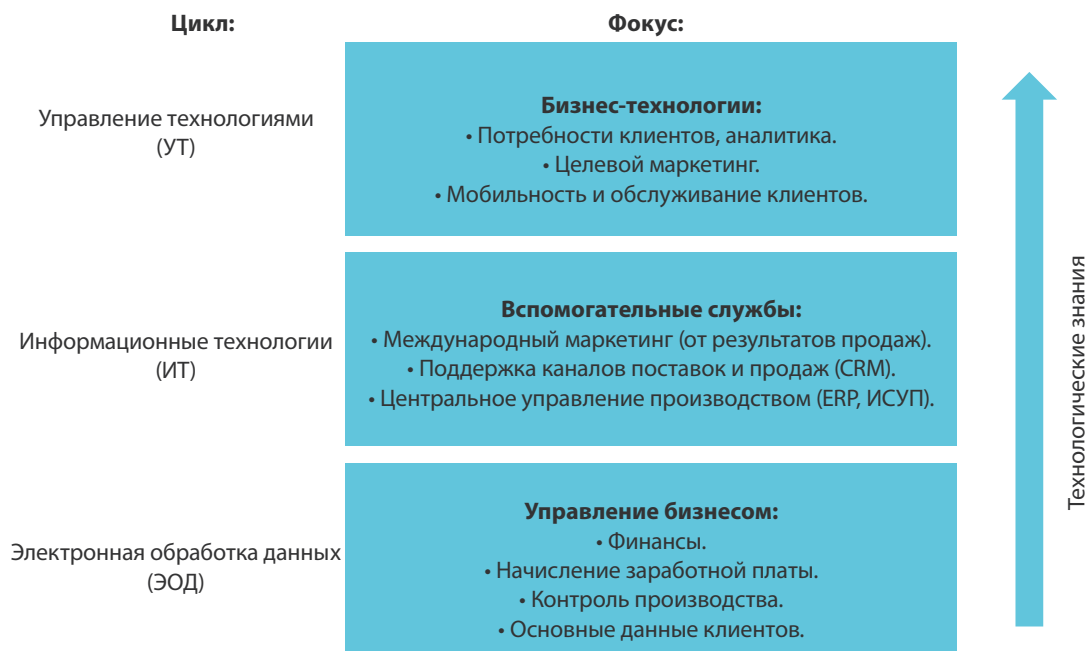 Цикл:
Фокус:
Управление технологиями
(УТ)
Бизнес-технологии:
• Потребности клиентов, аналитика.
• Целевой маркетинг.
• Мобильность и обслуживание клиентов.
Информационные технологии
(ИТ)
Вспомогательные службы:
• Международный маркетинг (от результатов продаж).
• Поддержка каналов поставок и продаж (CRM).
• Центральное управление производством (ERP, ИСУП).
Электронная обработка данных
(ЭОД)
Управление бизнесом:
• Финансы.
• Начисление заработной платы.
• Контроль производства.
• Основные данные клиентов.
Технологические знания